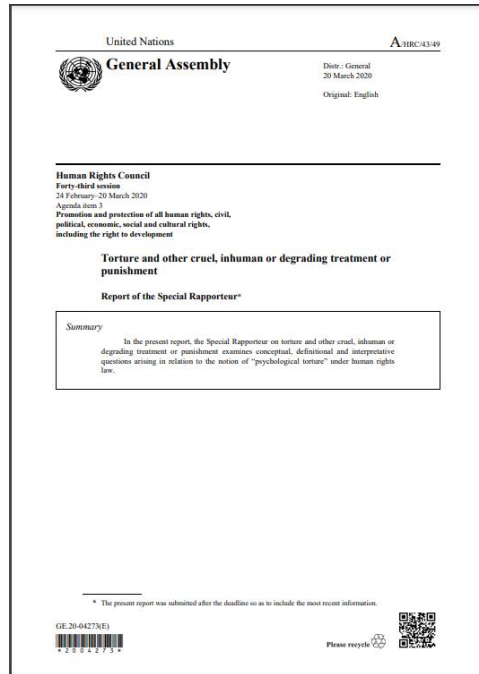 United Nations
A/HRC/43/49
General Assembly
Distr.: General
20 March 2020
Original: English
Human Rights Council
Forty-third session
24 February–20 March 2020
Agenda item 3
Promotion and protection of all human rights, civil,
political, economic, social and cultural rights,
including the right to development
Torture and other cruel, inhuman or degrading treatment or
punishment
Report of the Special Rapporteur*
Summary
In the present report, the Special Rapporteur on torture and other cruel, inhuman or
degrading treatment or punishment examines conceptual, definitional and interpretative
questions arising in relation to the notion of “psychological torture” under human rights
law.
* The present report was submitted after the deadline so as to include the most recent information.
GE.20-04273(E)
*2004273*
Please recycle